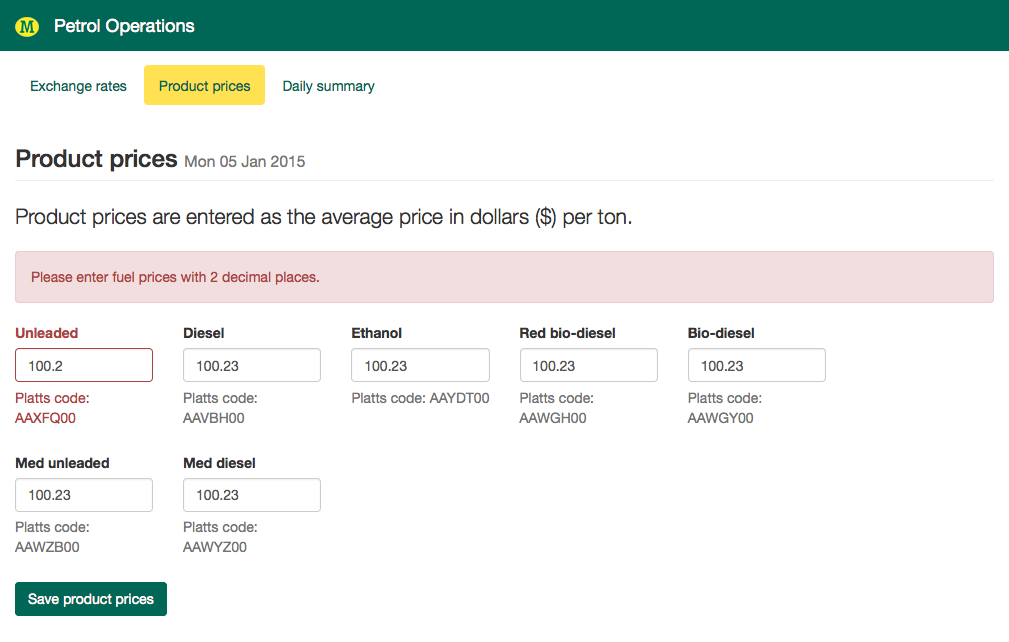 M Petrol Operations
Exchange rates Product prices Daily summary
Product prices Mon 05 Jan 2015
Product prices are entered as the average price in dollars ($) per ton.
Please enter fuel prices with 2 decimal places.
Unleaded Diesel Ethanol Red bio-diesel Bio-diesel
100.2 100.23 100.23 100.23 100.23
Platts code: Platts code: Platts code: AAYDT00 Platts code: Platts code:
AAXFQ00 AAVBH00 AAWGH00 AAWGY00
Med unleaded Med diesel
100.23 100.23
Platts code: Platts code:
AAWZB00 AAWYZ00
Save product prices